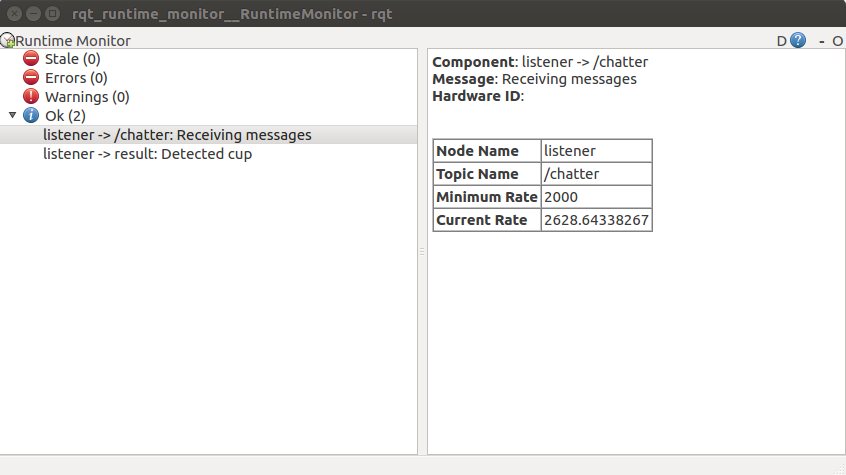 rqt_runtime_monitor__RuntimeMonitor - rqt
Runtime Monitor
D ? - O
Stale (0)
Errors (0)
Warnings (0)
Ok (2)
listener -> /chatter: Receiving messages
listener -> result: Detected cup
Component: listener -> /chatter
Message: Receiving messages
Hardware ID:
Node Name listener
Topic Name /chatter
Minimum Rate 2000
Current Rate 2628.64338267